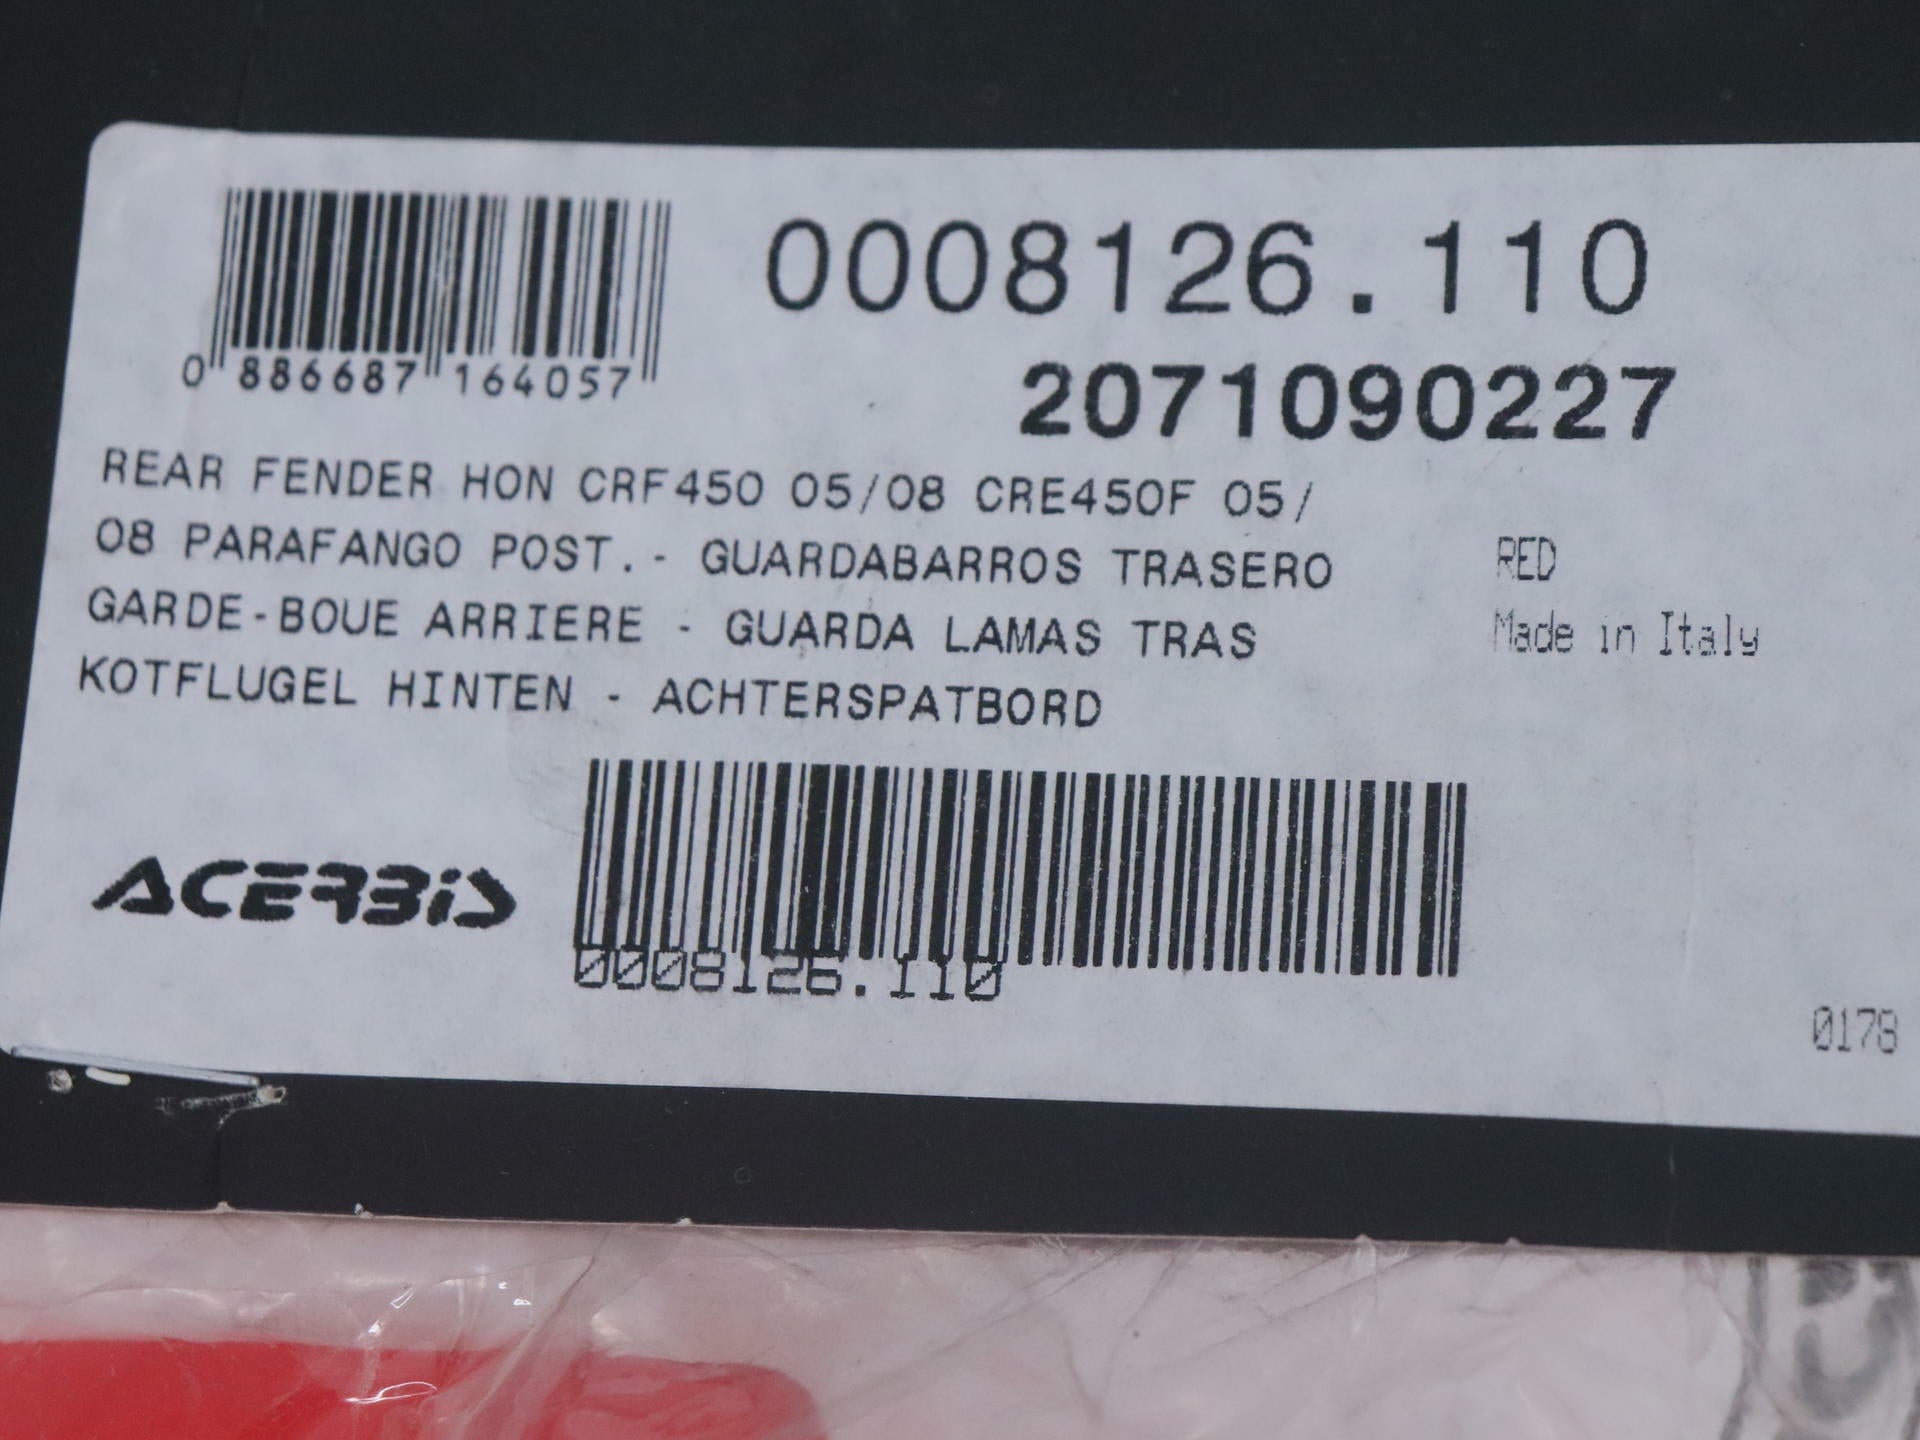 0008126.110
0 886687 164057
2071090227
REAR FENDER HON CRF450 05/08 CRE450F 05/
08 PARAFANGO POST.- GUARDABARROS TRASERO
GARDE-BOUE ARRIERE - GUARDA LAMAS TRAS
KOTFLUGEL HINTEN - ACHTERSPATBORD
RED
Made in Italy
ACERBIS
0008126.110
0178